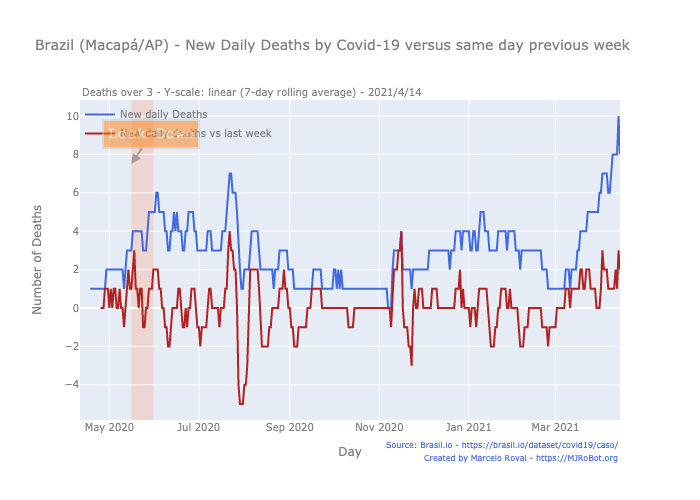 Brazil (Macapá/AP) - New Daily Deaths by Covid-19 versus same day previous week
Deaths over 3 - Y-scale: linear (7-day rolling average) - 2021/4/14
New daily Deaths
New daily Deaths vs last week
10
8
6
4
2
0
−2
−4
Number of Deaths
May 2020
Jul 2020
Sep 2020
Nov 2020
Jan 2021
Mar 2021
Day
Source: Brasil.io - https://brasil.io/dataset/covid19/caso/
Created by Marcelo Rovai - https://MJRoBot.org